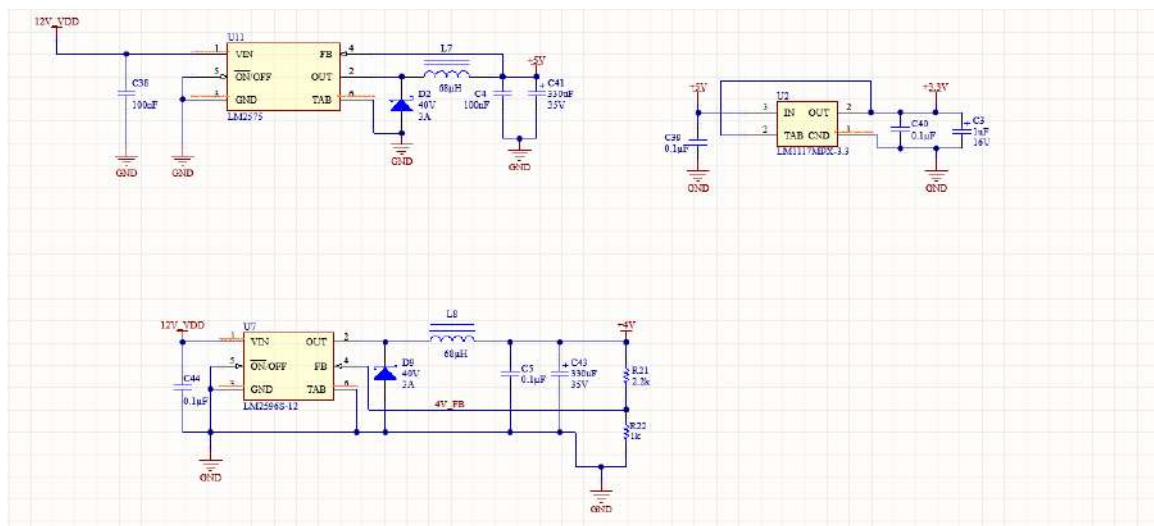 12V_VDD
U11
1 VIN FB 4
5 ON/OFF OUT 2
3 GND TAB 6
LM2575
C38
100nF
GND
GND
D2
40V
3A
GND
L7
68µH
+5V
C4
100nF
C41
330uF
35V
GND
+5V
C39
0.1µF
GND
U2
3 IN OUT 2
2 TAB GND 1
LM1117MPX-3.3
+3.3V
C40
0.1µF
C3
1uF
16V
GND
12V_VDD
U7
1 VIN OUT 2
5 ON/OFF FB 4
3 GND TAB 6
LM2596S-12
C44
0.1µF
GND
D9
40V
3A
L8
68µH
4V_FB
C5
0.1µF
C43
330uF
35V
+4V
R21
2.2k
R22
1k
GND